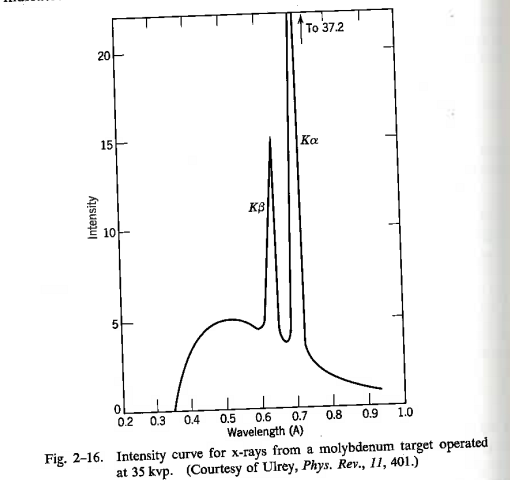 To 37.2
20
15
Kα
Kβ
Intensity
10
5
0
0.2 0.3 0.4 0.5 0.6 0.7 0.8 0.9 1.0
Wavelength (A)
Fig. 2–16. Intensity curve for x-rays from a molybdenum target operated
at 35 kvp. (Courtesy of Ulrey, Phys. Rev., 11, 401.)